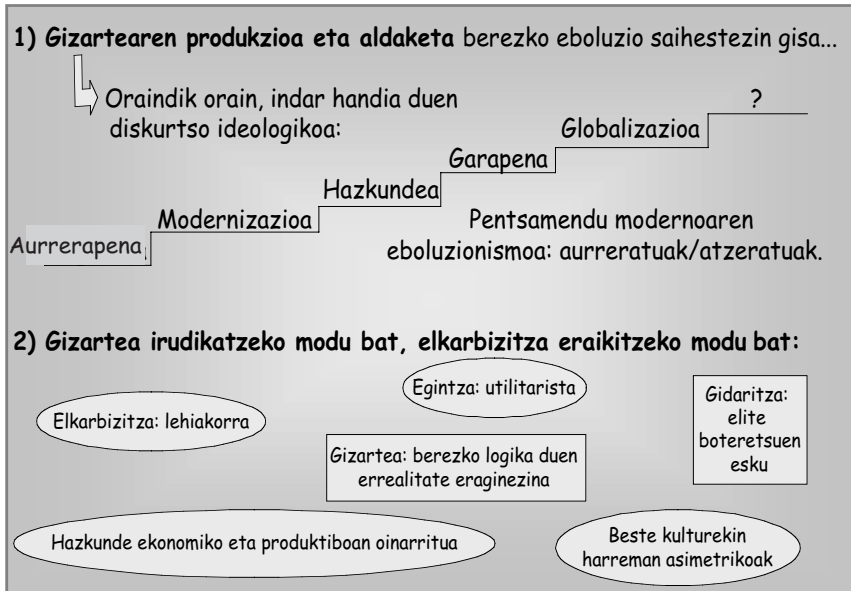 1) Gizartearen produkzioa eta aldaketa berezko eboluzio saihestezin gisa...
Oraindik orain, indar handia duen
diskurtso ideologikoa:
?
Globalizazioa
Garapena
Hazkundea
Modernizazioa
Aurrerapena
Pentsamendu modernoaren
eboluzionismoa: aurreratuak/atzeratuak.
2) Gizartea irudikatzeko modu bat, elkarbizitza eraikitzeko modu bat:
Egintza: utilitarista
Elkarbizitza: lehiakorra
Gidaritza:
elite
boteretsuen
esku
Gizartea: berezko logika duen
errealitate eraginezina
Hazkunde ekonomiko eta produktiboan oinarritua
Beste kulturekin
harreman asimetrikoak